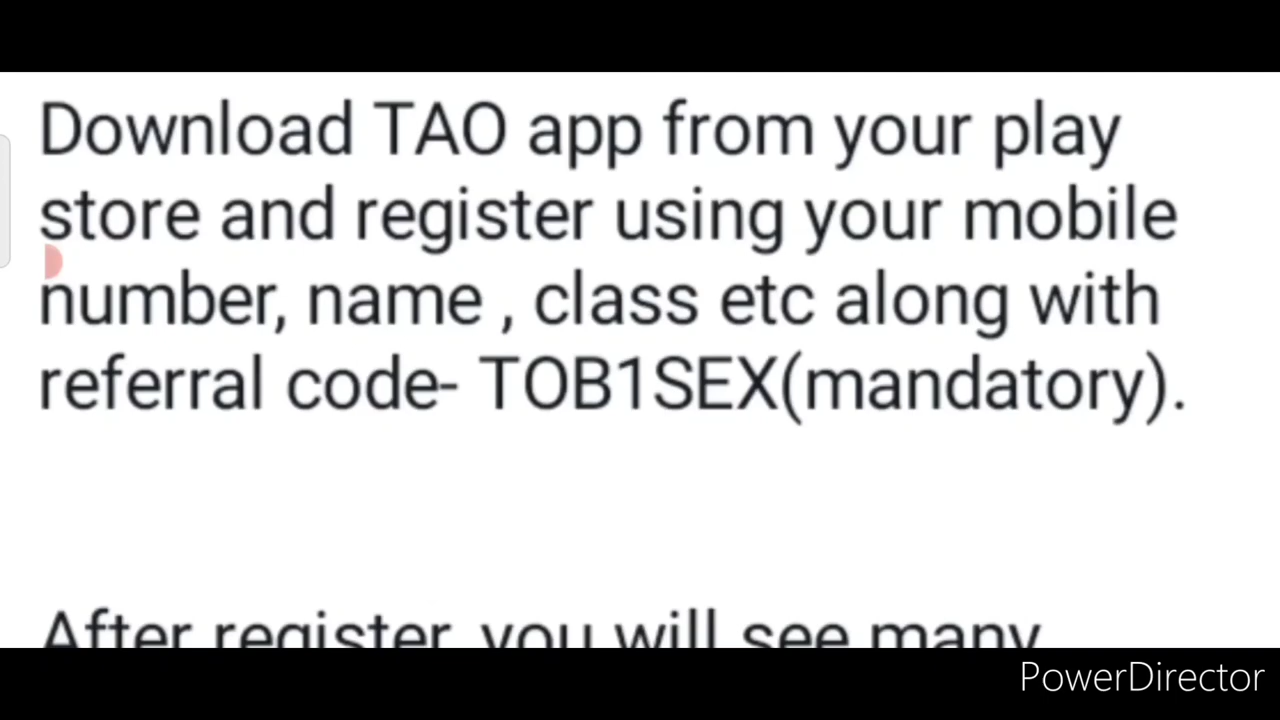 Download TAO app from your play
store and register using your mobile
number, name , class etc along with
referral code- TOB1SEX(mandatory).
After register, you will see many
PowerDirector